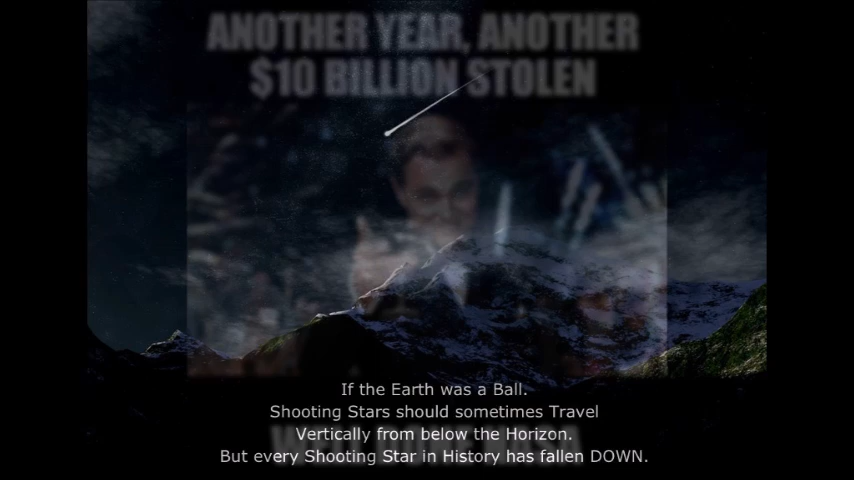 ANOTHER YEAR, ANOTHER
$10 BILLION STOLEN
If the Earth was a Ball.
Shooting Stars should sometimes Travel
Vertically from below the Horizon.
But every Shooting Star in History has fallen DOWN.